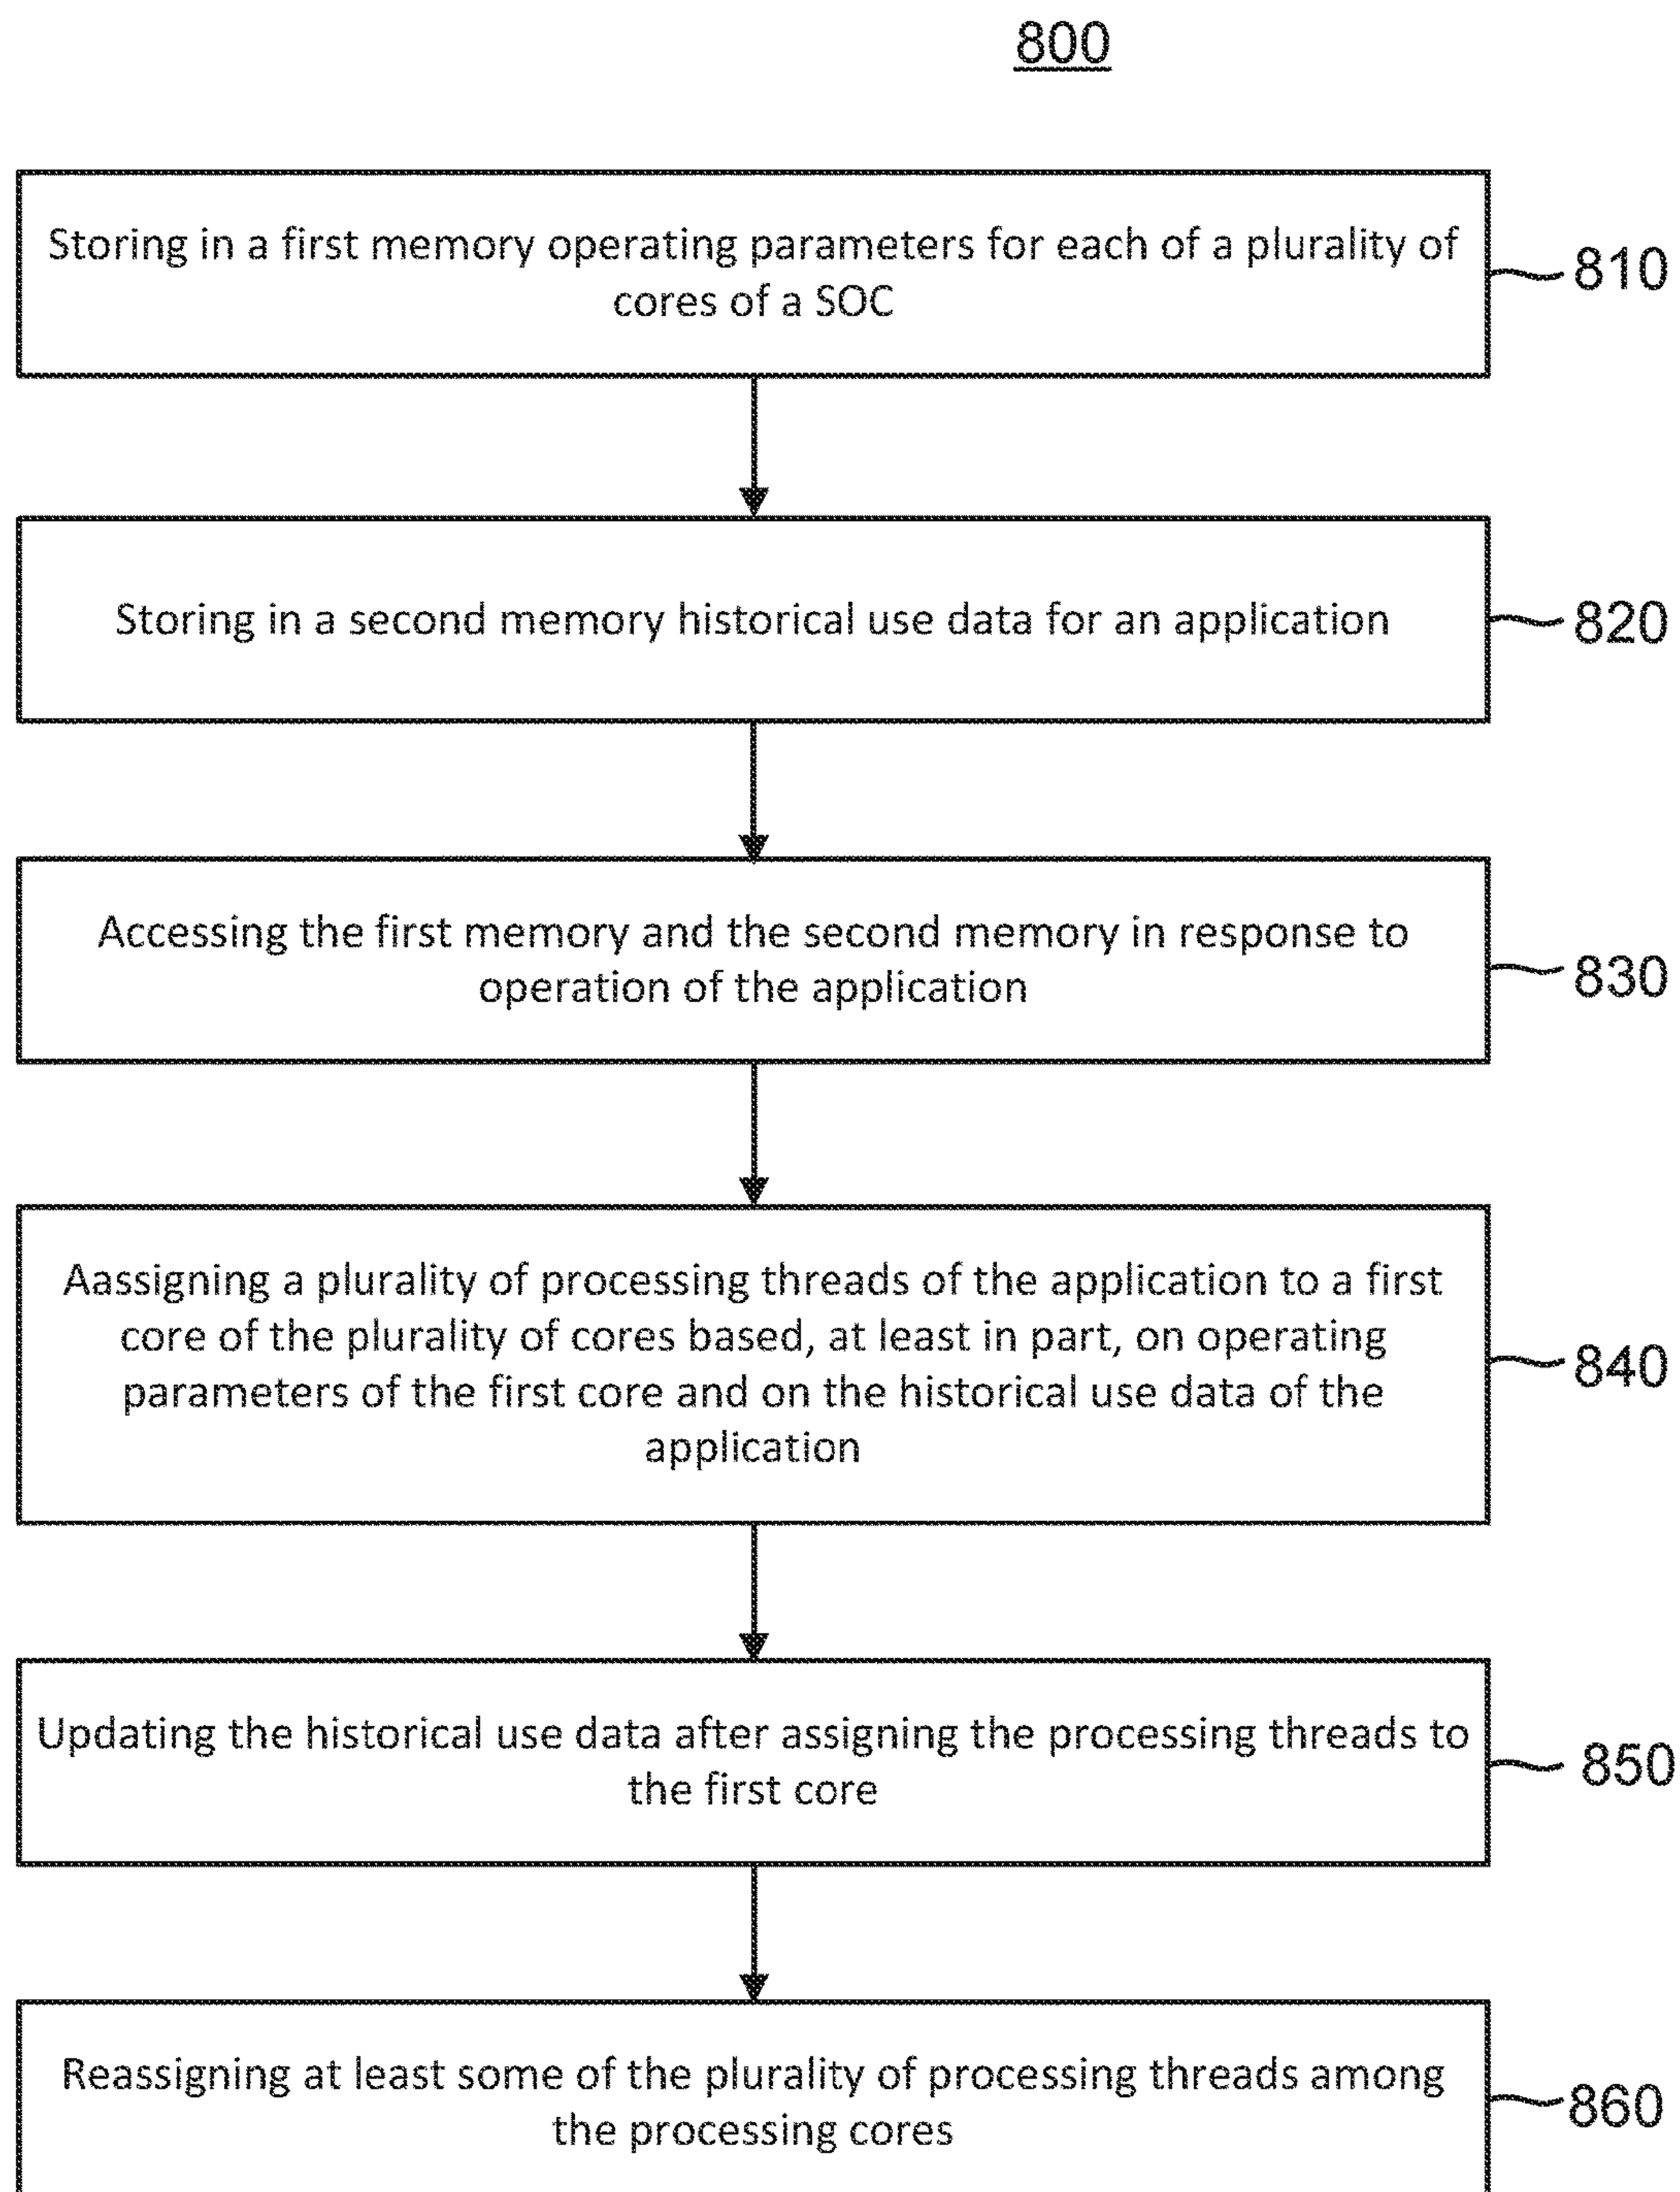 800
Storing in a first memory operating parameters for each of a plurality of
cores of a SOC
810
Storing in a second memory historical use data for an application
820
Accessing the first memory and the second memory in response to
operation of the application
830
Aassigning a plurality of processing threads of the application to a first
core of the plurality of cores based, at least in part, on operating
parameters of the first core and on the historical use data of the
application
840
Updating the historical use data after assigning the processing threads to
the first core
850
Reassigning at least some of the plurality of processing threads among
the processing cores
860